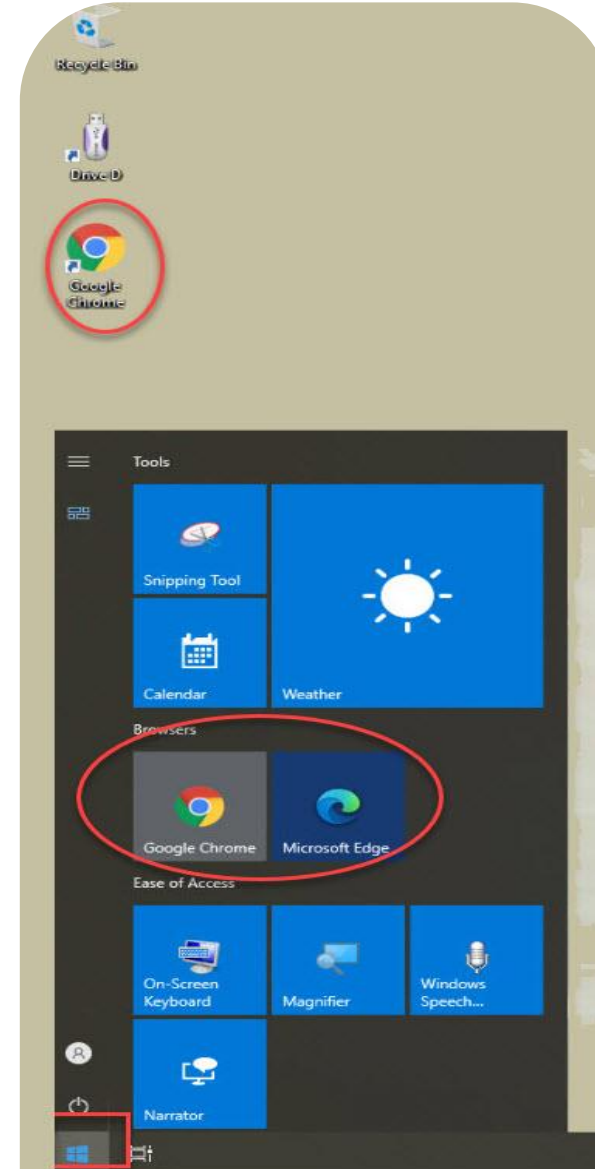 Recycle Bin
Drive D
Google
Chrome
Tools
Snipping Tool
Calendar
Weather
Browsers
Google Chrome
Microsoft Edge
Ease of Access
On-Screen
Keyboard
Magnifier
Windows
Speech...
Narrator